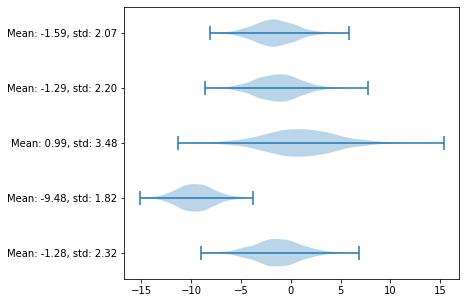 Mean: -1.59, std: 2.07
Mean: -1.29, std: 2.20
Mean: 0.99, std: 3.48
Mean: -9.48, std: 1.82
Mean: -1.28, std: 2.32
−15 −10 −5 0 5 10 15